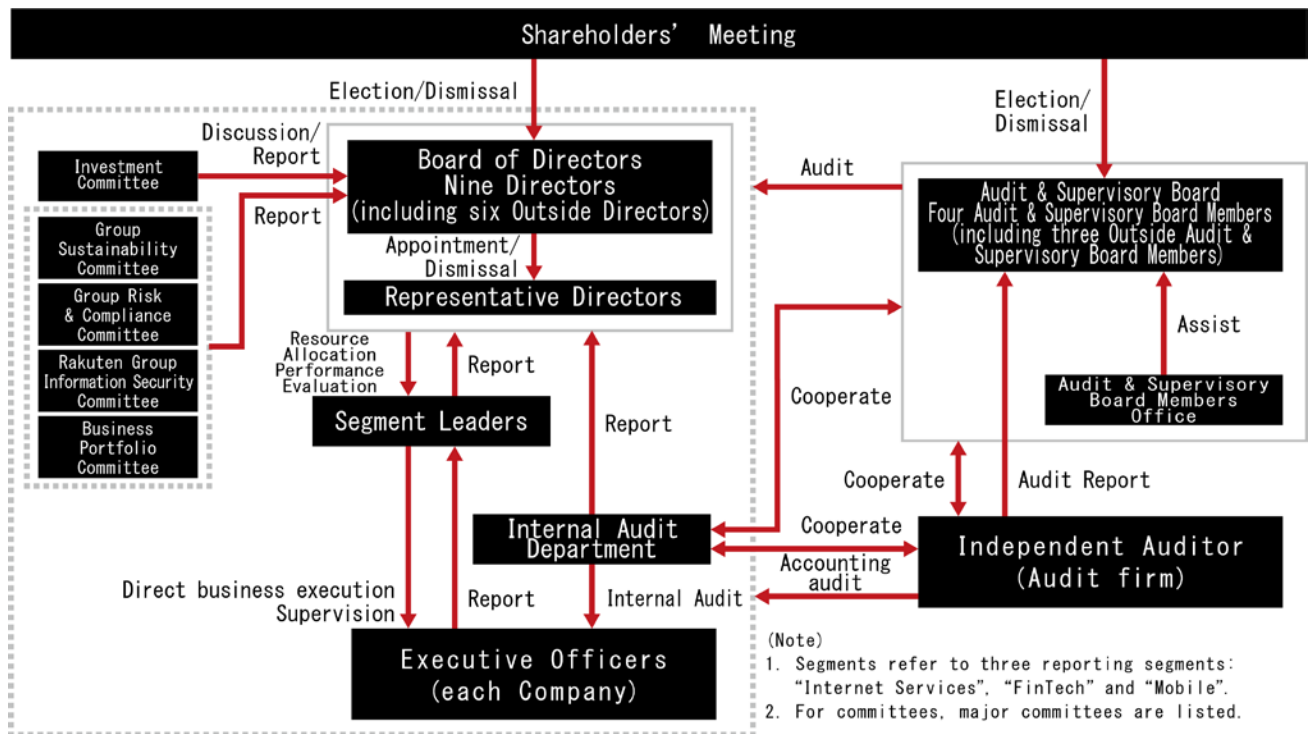 Shareholders' Meeting
Election/Dismissal
Election/
Dismissal
Discussion/
Report
Investment
Committee
Report
Group
Sustainability
Committee
Group Risk
& Compliance
Committee
Rakuten Group
Information Security
Committee
Business
Portfolio
Committee
Board of Directors
Nine Directors
(including six Outside Directors)
Appointment/
Dismissal
Representative Directors
Audit
Audit & Supervisory Board
Four Audit & Supervisory Board Members
(including three Outside Audit &
Supervisory Board Members)
Assist
Audit & Supervisory
Board Members
Office
Resource
Allocation
Performance
Evaluation
Report
Segment Leaders
Report
Cooperate
Cooperate
Audit Report
Internal Audit
Department
Cooperate
Accounting
audit
Independent Auditor
(Audit firm)
Direct business execution
Supervision
Report
Internal Audit
Executive Officers
(each Company)
(Note)
1. Segments refer to three reporting segments:
“Internet Services”, “FinTech” and “Mobile”.
2. For committees, major committees are listed.